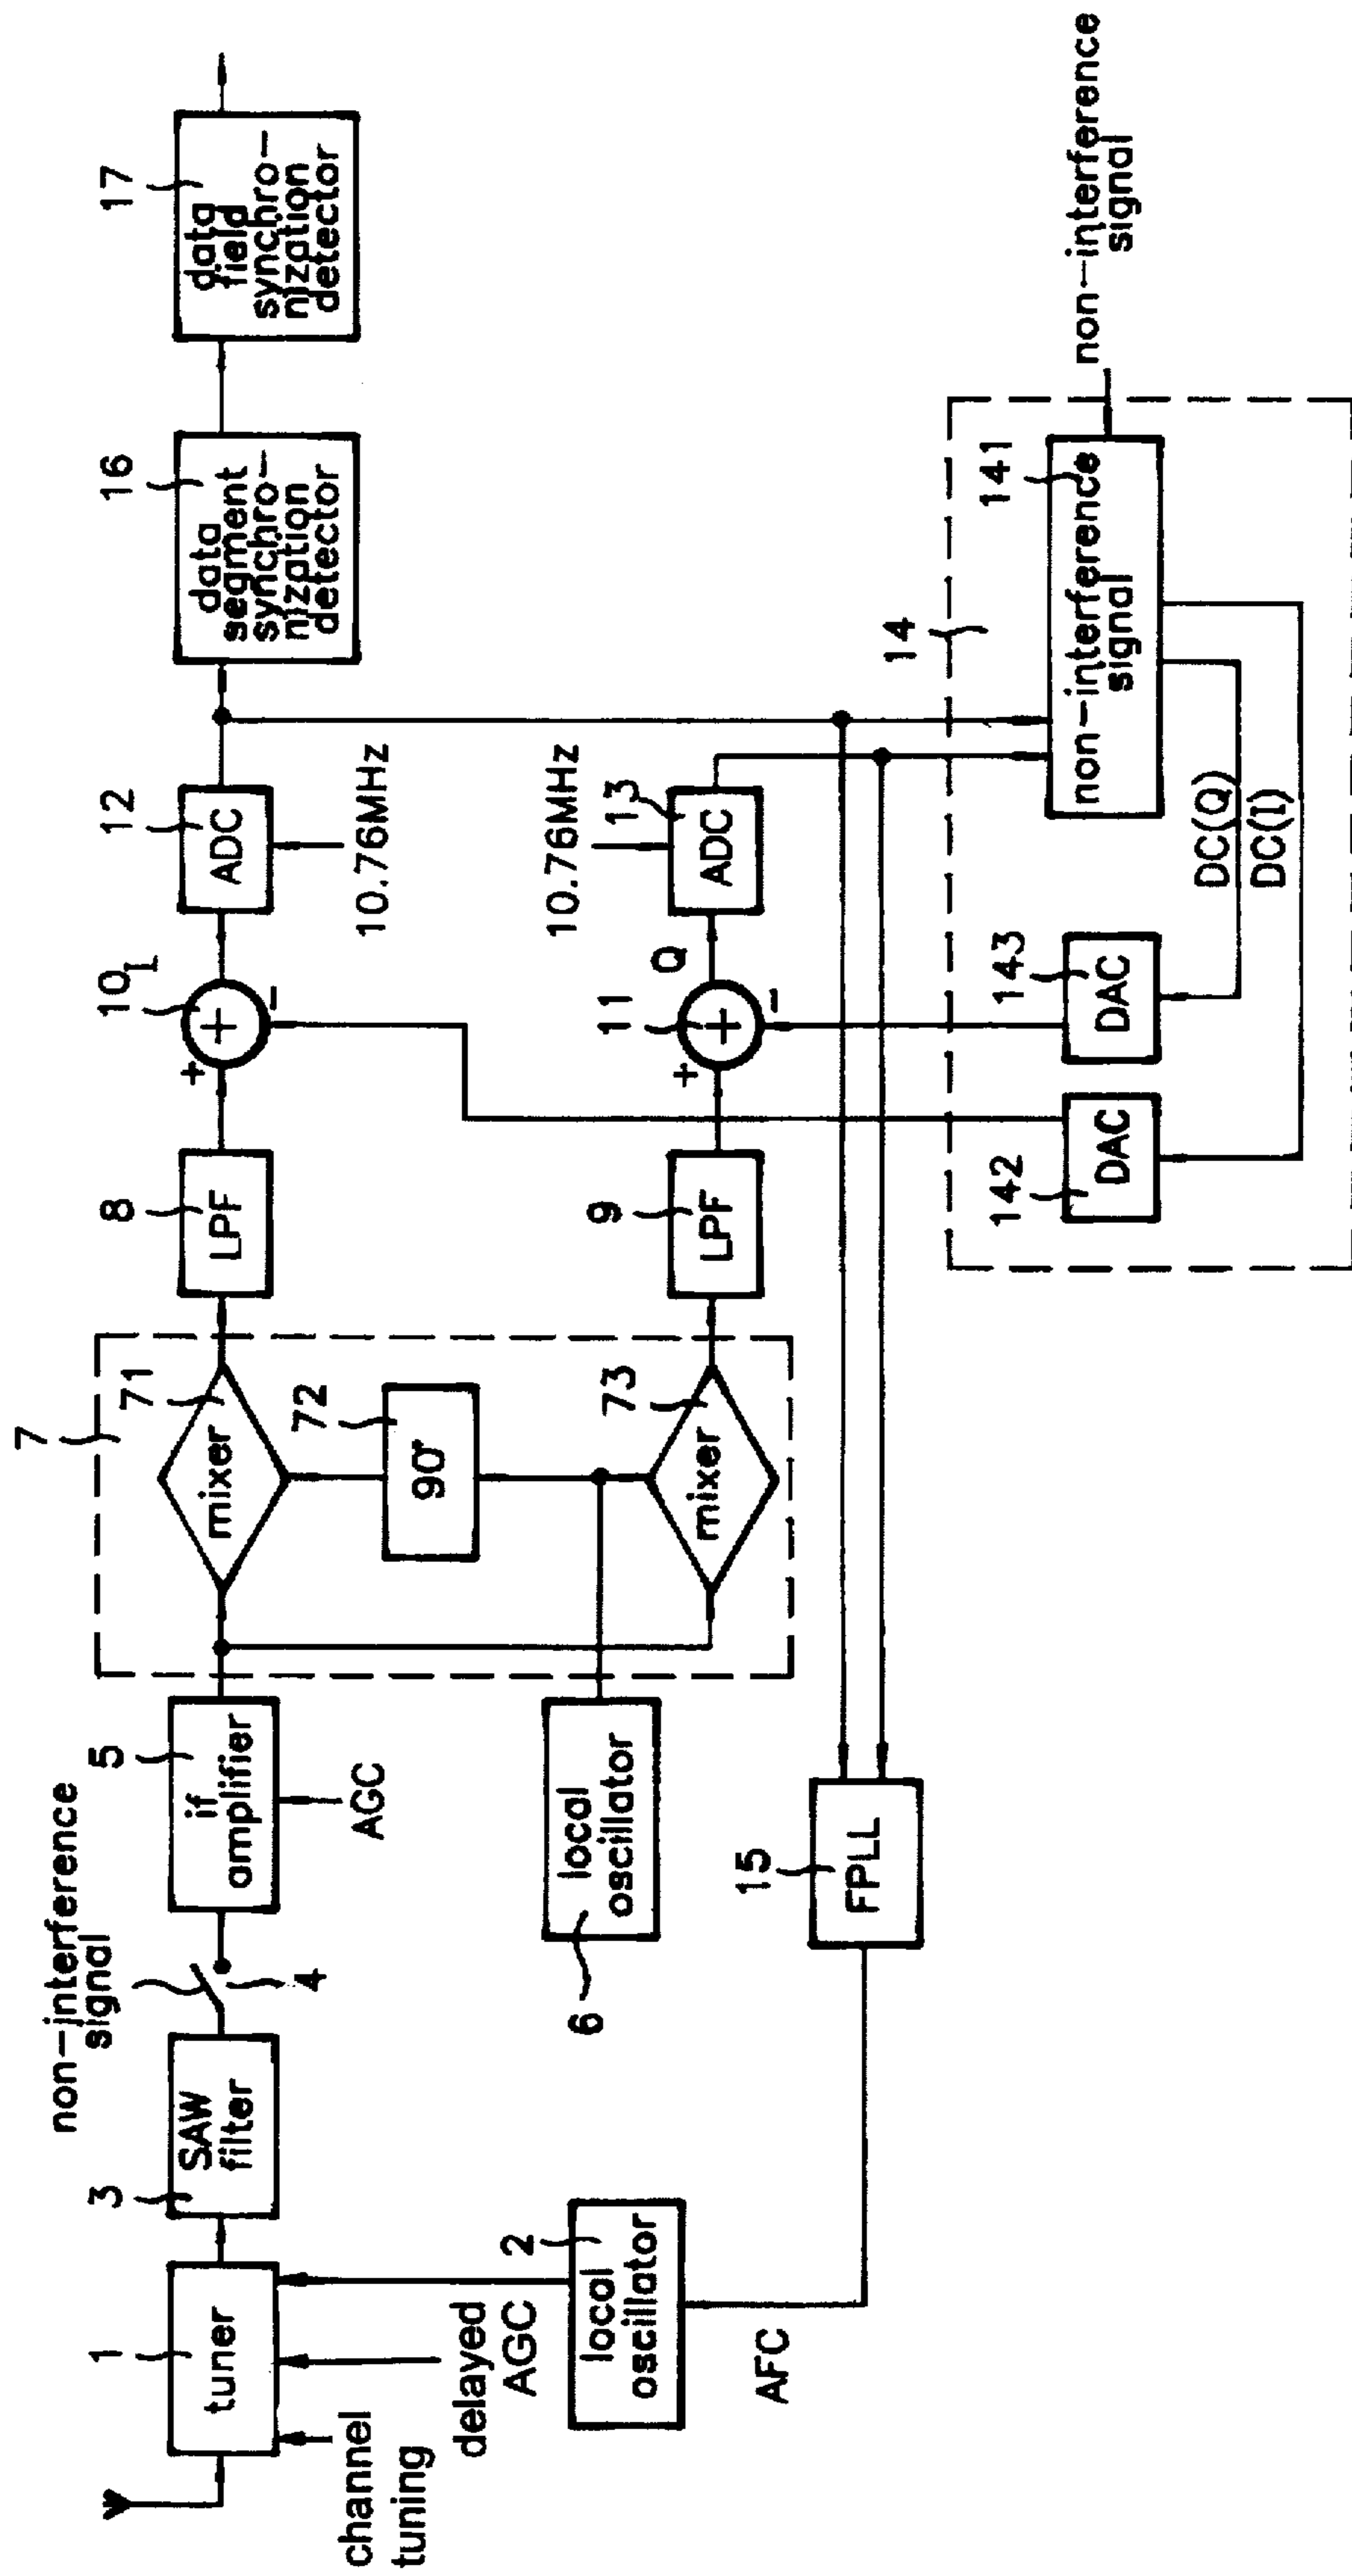 non-interference
signal
1
tuner
3
SAW
filter
4
5
if
amplifier
AGC
7
71
mixer
72
90°
73
mixer
8
LPF
10
I
+
+
-
12
ADC
10.76MHz
16
data
segment
synchro-
nization
detector
17
data
field
synchro-
nization
detector
channel
tuning
delayed
AGC
2
local
oscillator
AFC
6
local
oscillator
9
LPF
11
Q
+
+
-
13
ADC
10.76MHz
15
FPLL
14
142
DAC
143
DAC
DC(Q)
DC(I)
141
non-interference
signal
non-interference
signal